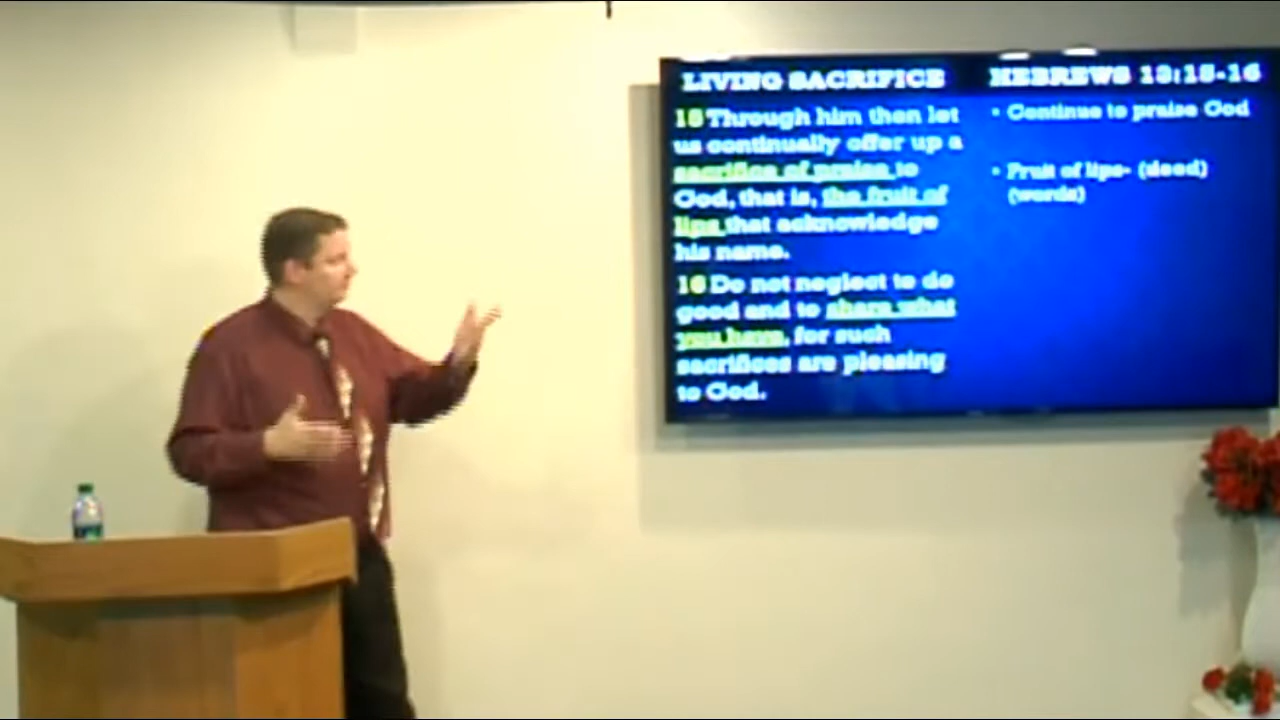 LIVING SACRIFICE HEBREWS 13:15-16
15 Through him then let
us continually offer up a
sacrifice of praise to
God, that is, the fruit of
lips that acknowledge
his name.
16 Do not neglect to do
good and to share what
you have, for such
sacrifices are pleasing
to God.
• Continue to praise God
• Fruit of lips- (deed)
(words)